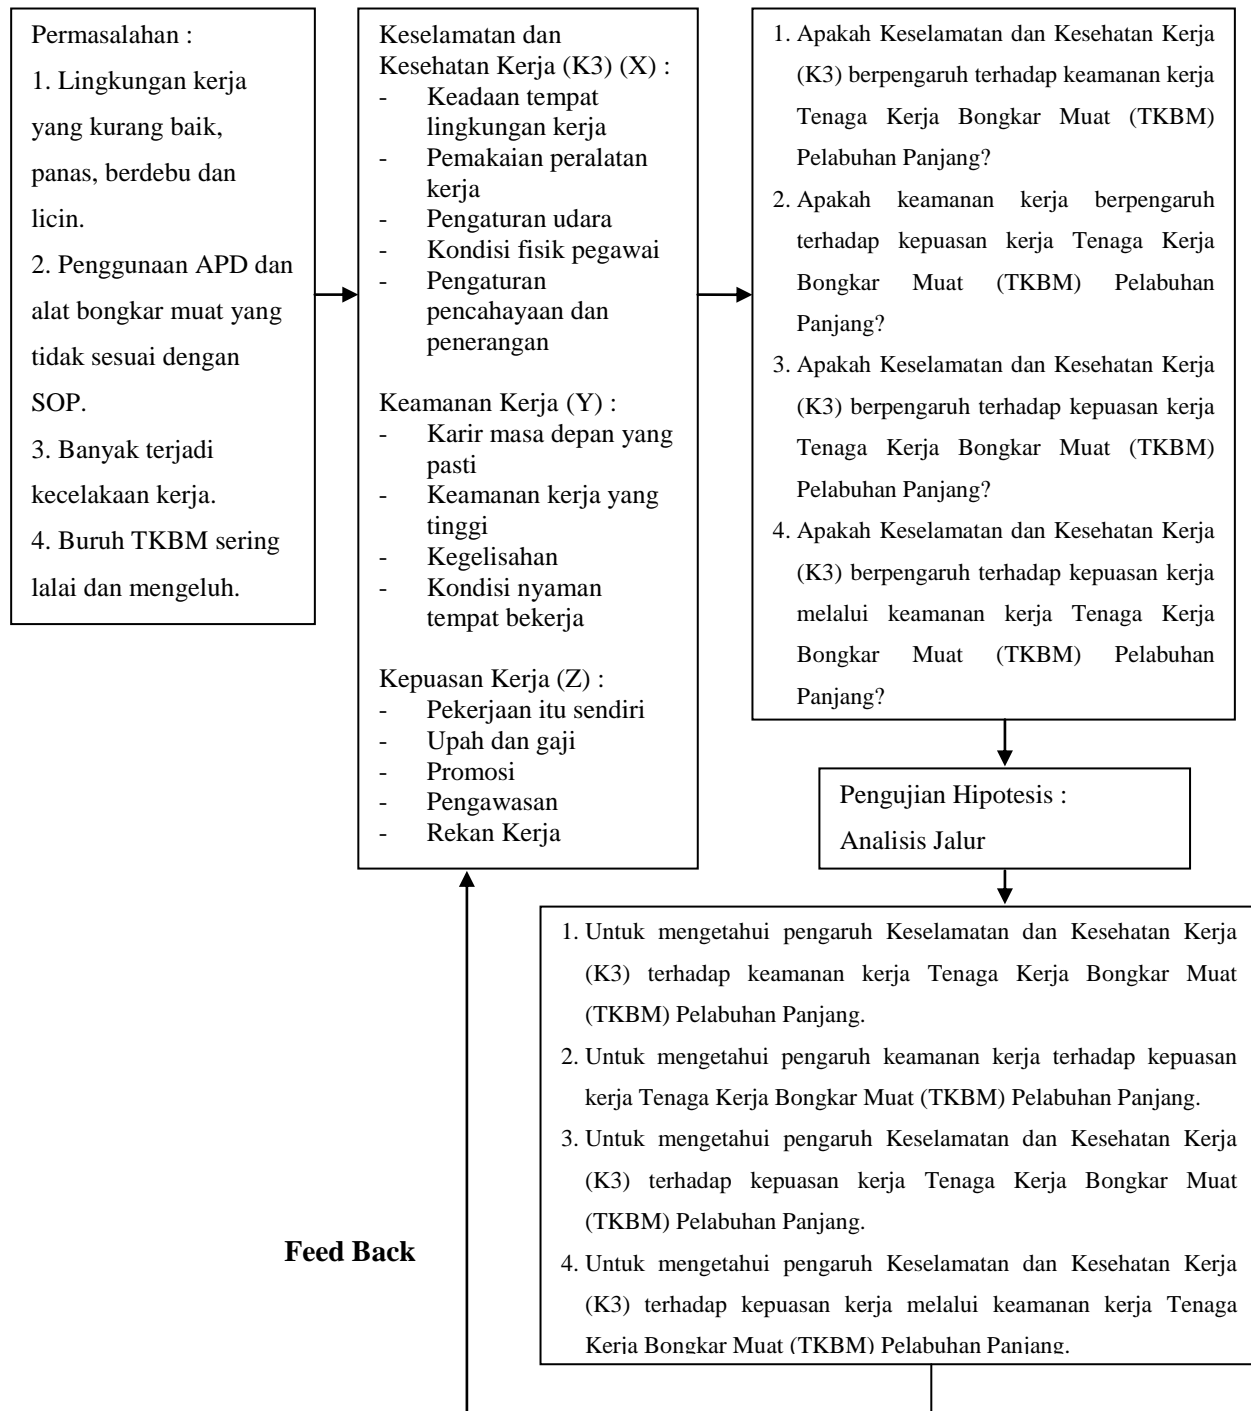 Permasalahan :
1. Lingkungan kerja
yang kurang baik,
panas, berdebu dan
licin.
2. Penggunaan APD dan
alat bongkar muat yang
tidak sesuai dengan
SOP.
3. Banyak terjadi
kecelakaan kerja.
4. Buruh TKBM sering
lalai dan mengeluh.
Keselamatan dan
Kesehatan Kerja (K3) (X) :
- Keadaan tempat
lingkungan kerja
- Pemakaian peralatan
kerja
- Pengaturan udara
- Kondisi fisik pegawai
- Pengaturan
pencahayaan dan
penerangan
Keamanan Kerja (Y) :
- Karir masa depan yang
pasti
- Keamanan kerja yang
tinggi
- Kegelisahan
- Kondisi nyaman
tempat bekerja
Kepuasan Kerja (Z) :
- Pekerjaan itu sendiri
- Upah dan gaji
- Promosi
- Pengawasan
- Rekan Kerja
1. Apakah Keselamatan dan Kesehatan Kerja
(K3) berpengaruh terhadap keamanan kerja
Tenaga Kerja Bongkar Muat (TKBM)
Pelabuhan Panjang?
2. Apakah keamanan kerja berpengaruh
terhadap kepuasan kerja Tenaga Kerja
Bongkar Muat (TKBM) Pelabuhan
Panjang?
3. Apakah Keselamatan dan Kesehatan Kerja
(K3) berpengaruh terhadap kepuasan kerja
Tenaga Kerja Bongkar Muat (TKBM)
Pelabuhan Panjang?
4. Apakah Keselamatan dan Kesehatan Kerja
(K3) berpengaruh terhadap kepuasan kerja
melalui keamanan kerja Tenaga Kerja
Bongkar Muat (TKBM) Pelabuhan
Panjang?
Pengujian Hipotesis :
Analisis Jalur
1. Untuk mengetahui pengaruh Keselamatan dan Kesehatan Kerja
(K3) terhadap keamanan kerja Tenaga Kerja Bongkar Muat
(TKBM) Pelabuhan Panjang.
2. Untuk mengetahui pengaruh keamanan kerja terhadap kepuasan
kerja Tenaga Kerja Bongkar Muat (TKBM) Pelabuhan Panjang.
3. Untuk mengetahui pengaruh Keselamatan dan Kesehatan Kerja
(K3) terhadap kepuasan kerja Tenaga Kerja Bongkar Muat
(TKBM) Pelabuhan Panjang.
4. Untuk mengetahui pengaruh Keselamatan dan Kesehatan Kerja
(K3) terhadap kepuasan kerja melalui keamanan kerja Tenaga
Kerja Bongkar Muat (TKBM) Pelabuhan Panjang.
Feed Back